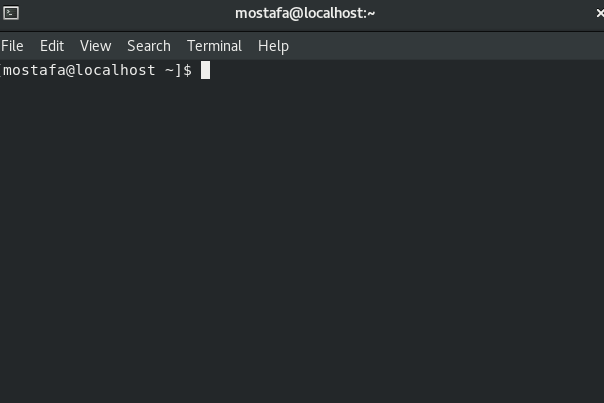 mostafa@localhost:~
File Edit View Search Terminal Help
[mostafa@localhost ~]$